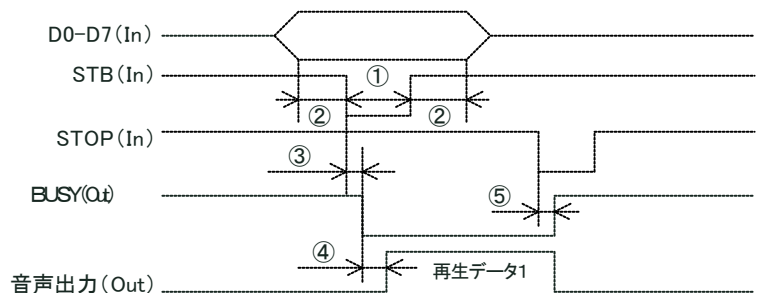 D0-D7(In)
STB(In)
①
②
②
STOP(In)
③
BUSY(Out)
⑤
④
再生データ1
音声出力(Out)